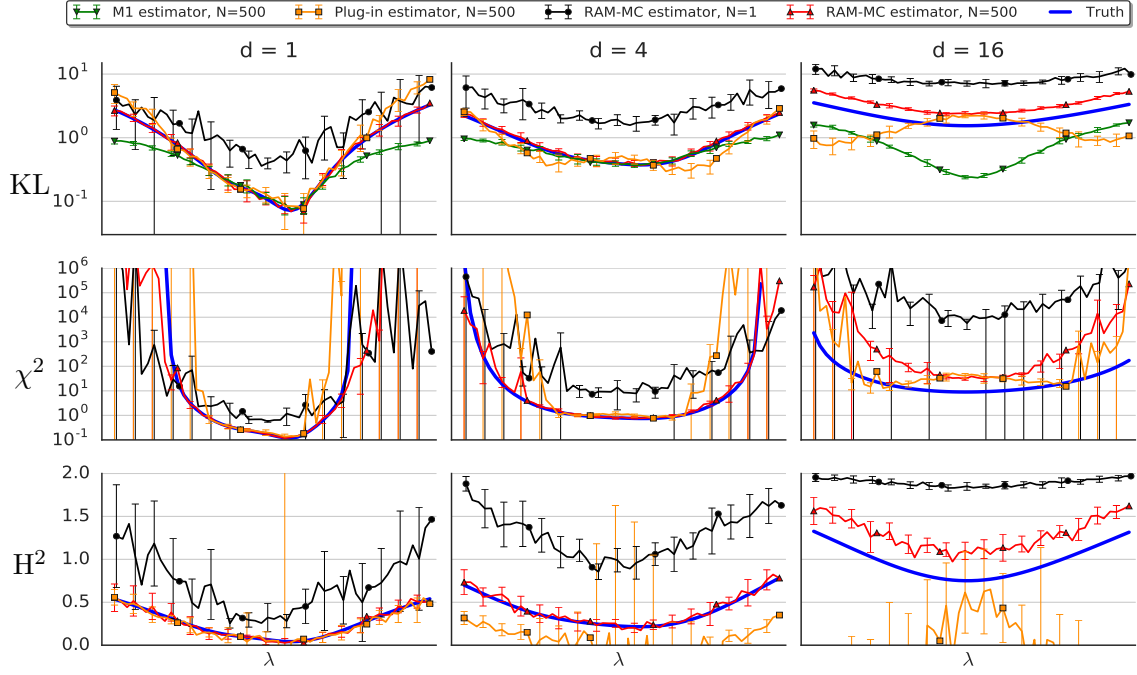 M1 estimator, N=500 Plug-in estimator, N=500 RAM-MC estimator, N=1 RAM-MC estimator, N=500 Truth
d = 1 d = 4 d = 16
KL
10¹
10⁰
10⁻¹
χ²
10⁶
10⁵
10⁴
10³
10²
10¹
10⁰
10⁻¹
H²
2.0
1.5
1.0
0.5
0.0
λ λ